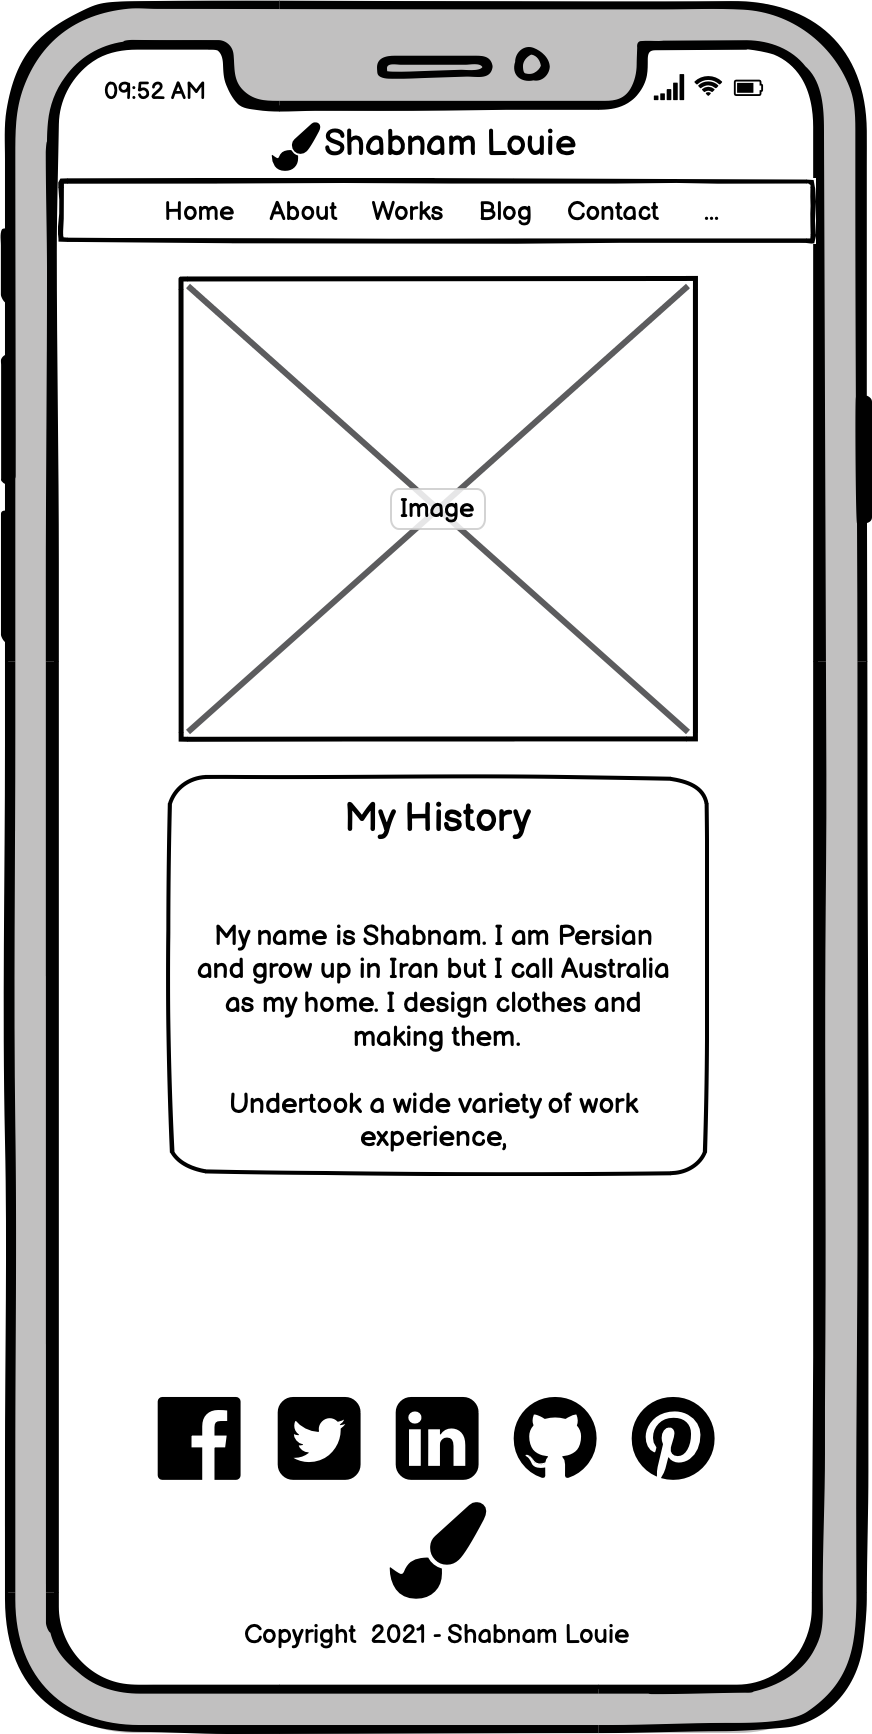 09:52 AM
Shabnam Louie
Home About Works Blog Contact ...
Image
My History
My name is Shabnam. I am Persian
and grow up in Iran but I call Australia
as my home. I design clothes and
making them.
Undertook a wide variety of work
experience,
Copyright 2021 - Shabnam Louie